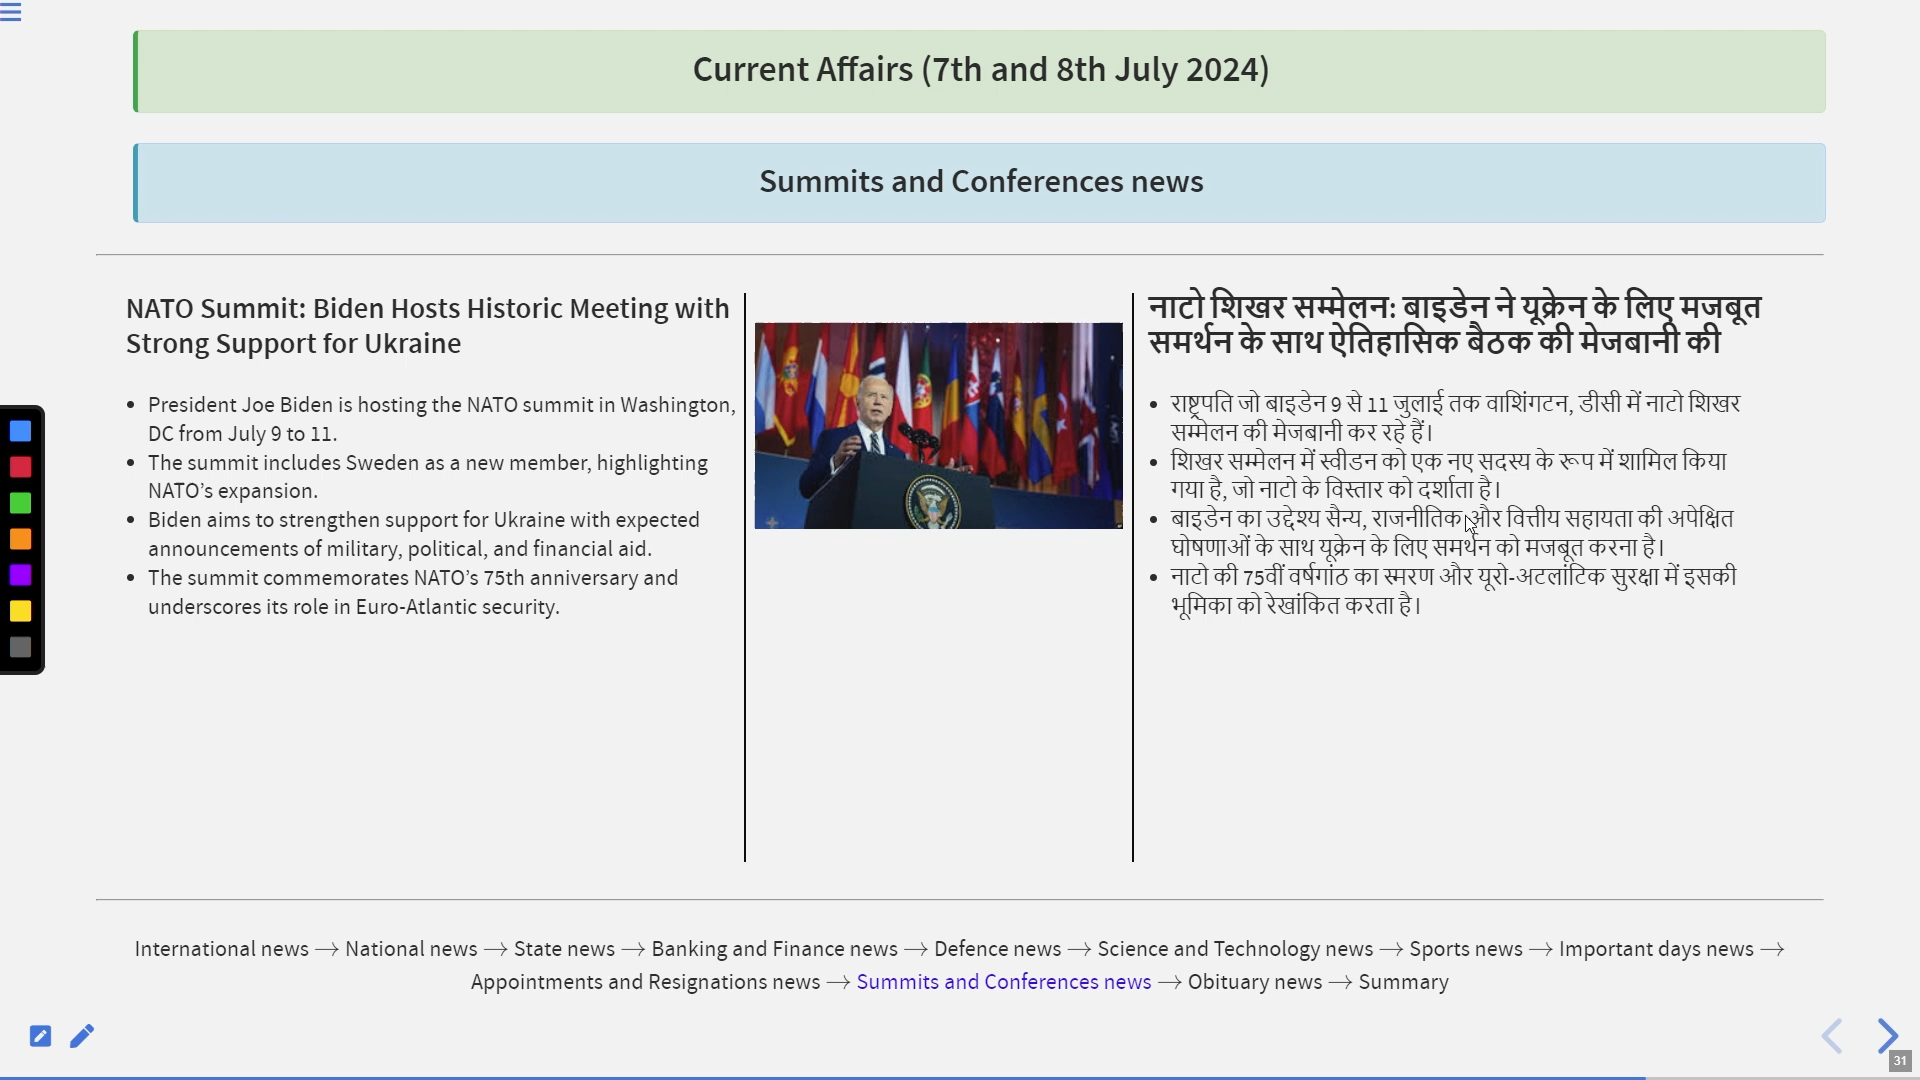 Current Affairs (7th and 8th July 2024)
Summits and Conferences news
NATO Summit: Biden Hosts Historic Meeting with
Strong Support for Ukraine
• President Joe Biden is hosting the NATO summit in Washington,
DC from July 9 to 11.
• The summit includes Sweden as a new member, highlighting
NATO’s expansion.
• Biden aims to strengthen support for Ukraine with expected
announcements of military, political, and financial aid.
• The summit commemorates NATO’s 75th anniversary and
underscores its role in Euro-Atlantic security.
नाटो शिखर सम्मेलन: बाइडेन ने यूक्रेन के लिए मजबूत
समर्थन के साथ ऐतिहासिक बैठक की मेजबानी की
• राष्ट्रपति जो बाइडेन 9 से 11 जुलाई तक वाशिंगटन, डीसी में नाटो शिखर
सम्मेलन की मेजबानी कर रहे हैं।
• शिखर सम्मेलन में स्वीडन को एक नए सदस्य के रूप में शामिल किया
गया है, जो नाटो के विस्तार को दर्शाता है।
• बाइडेन का उद्देश्य सैन्य, राजनीतिक और वित्तीय सहायता की अपेक्षित
घोषणाओं के साथ यूक्रेन के लिए समर्थन को मजबूत करना है।
• नाटो की 75वीं वर्षगांठ का स्मरण और यूरो-अटलांटिक सुरक्षा में इसकी
भूमिका को रेखांकित करता है।
International news → National news → State news → Banking and Finance news → Defence news → Science and Technology news → Sports news → Important days news →
Appointments and Resignations news → Summits and Conferences news → Obituary news → Summary
31